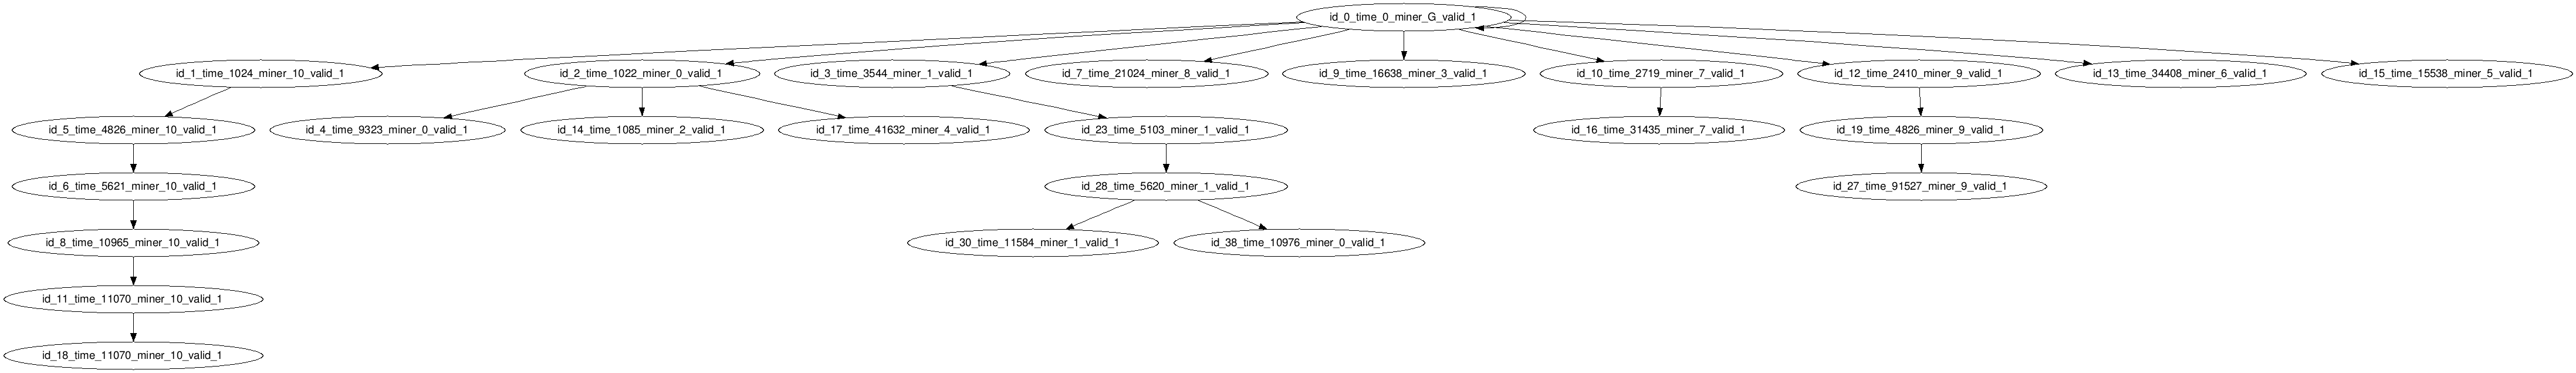 id_0_time_0_miner_G_valid_1
id_1_time_1024_miner_10_valid_1
id_2_time_1022_miner_0_valid_1
id_3_time_3544_miner_1_valid_1
id_7_time_21024_miner_8_valid_1
id_9_time_16638_miner_3_valid_1
id_10_time_2719_miner_7_valid_1
id_12_time_2410_miner_9_valid_1
id_13_time_34408_miner_6_valid_1
id_15_time_15538_miner_5_valid_1
id_5_time_4826_miner_10_valid_1
id_4_time_9323_miner_0_valid_1
id_14_time_1085_miner_2_valid_1
id_17_time_41632_miner_4_valid_1
id_23_time_5103_miner_1_valid_1
id_16_time_31435_miner_7_valid_1
id_19_time_4826_miner_9_valid_1
id_6_time_5621_miner_10_valid_1
id_28_time_5620_miner_1_valid_1
id_27_time_91527_miner_9_valid_1
id_8_time_10965_miner_10_valid_1
id_30_time_11584_miner_1_valid_1
id_38_time_10976_miner_0_valid_1
id_11_time_11070_miner_10_valid_1
id_18_time_11070_miner_10_valid_1